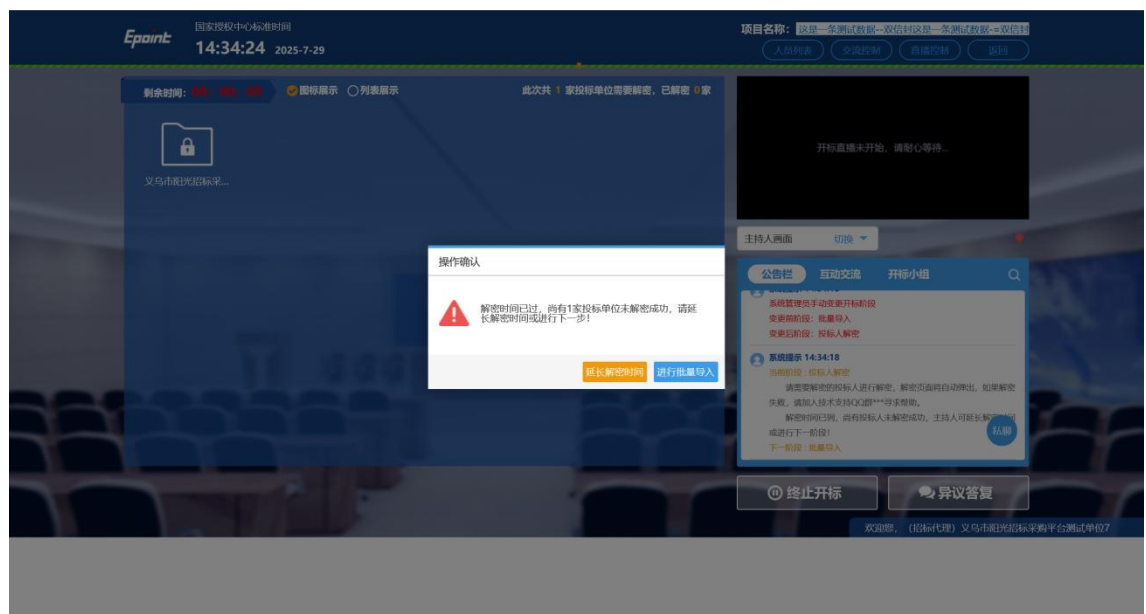 Epoint
国家授权中心标准时间
14:34:24 2025-7-29
项目名称： 这是一条测试数据--双信封这是一条测试数据-=双信封
人员列表 交流控制 直播控制 返回
剩余时间： 00 : 00 : 00 图标展示 列表展示 此次共 1 家投标单位需要解密，已解密 0家
义乌市阳光招标采...
开标直播未开始，请耐心等待...
主持人画面 切换
公告栏 互动交流 开标小组
系统管理员手动变更开标阶段
变更前阶段：批量导入
变更后阶段：投标人解密
系统提示 14:34:18
当前阶段：投标人解密
请需要解密的投标人进行解密，解密页面将自动弹出，如果解密
失败，请加入技术支持QQ群***寻求帮助。
解密时间已到，尚有投标人未解密成功，主持人可延长解密时间
或进行下一阶段！
下一阶段：批量导入
私聊
操作确认
解密时间已过，尚有1家投标单位未解密成功，请延
长解密时间或进行下一步！
延长解密时间 进行批量导入
终止开标 异议答复
欢迎您，（招标代理）义乌市阳光招标采购平台测试单位7